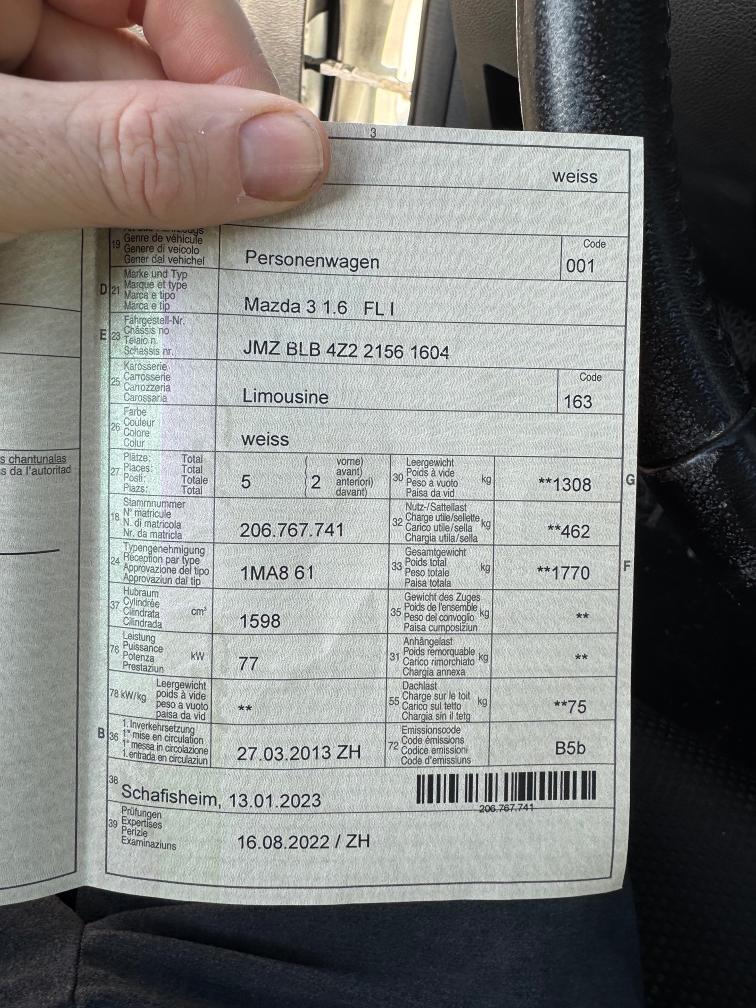 3
weiss
19 Genre de véhicule
Genere di veicolo
Gener dal vehichel
Personenwagen
Code
001
D 21 Marke und Typ
Marque et type
Marca e tipo
Marca e tip
Mazda 3 1.6 FL I
E 23 Fahrgestell-Nr.
Châssis no
Telaio n.
Schassis nr.
JMZ BLB 4Z2 2156 1604
25 Karosserie
Carrosserie
Carrozzeria
Carossaria
Limousine
Code
163
26 Farbe
Couleur
Colore
Colur
weiss
s chantunalas
s da l'autoritad
27 Plätze: Total
Places: Total
Posti: Totale
Plazs: Total
5
( 2
vorne)
avant)
anteriori)
davant)
30 Leergewicht
Poids à vide
Peso a vuoto
Paisa da vid
kg
**1308
G
18 Stammnummer
N° matricule
N. di matricola
Nr. da matricla
206.767.741
32 Nutz-/Sattellast
Charge utile/sellette
Carico utile/sella
Chargia utila/sella
kg
**462
24 Typengenehmigung
Réception par type
Approvazione del tipo
Approvaziun dal tip
1MA8 61
33 Gesamtgewicht
Poids total
Peso totale
Paisa totala
kg
**1770
F
37 Hubraum
Cylindrée
Cilindrata
Cilindrada
cm³
1598
35 Gewicht des Zuges
Poids de l'ensemble
Peso del convoglio
Paisa cumposiziun
kg
**
76 Leistung
Puissance
Potenza
Prestaziun
kW
77
31 Anhängelast
Poids remorquable
Carico rimorchiato
Chargia annexa
kg
**
78 kW/kg
Leergewicht
poids à vide
peso a vuoto
paisa da vid
**
55 Dachlast
Charge sur le toit
Carico sul tetto
Chargia sin il tetg
kg
**75
B 36 1. Inverkehrsetzung
1re mise en circulation
1a messa in circolazione
1. entrada en circulaziun
27.03.2013 ZH
72 Emissionscode
Code émissions
Codice emissioni
Code d'emissiuns
B5b
38
Schafisheim, 13.01.2023
206.767.741
39 Prüfungen
Expertises
Perizie
Examinaziuns
16.08.2022 / ZH